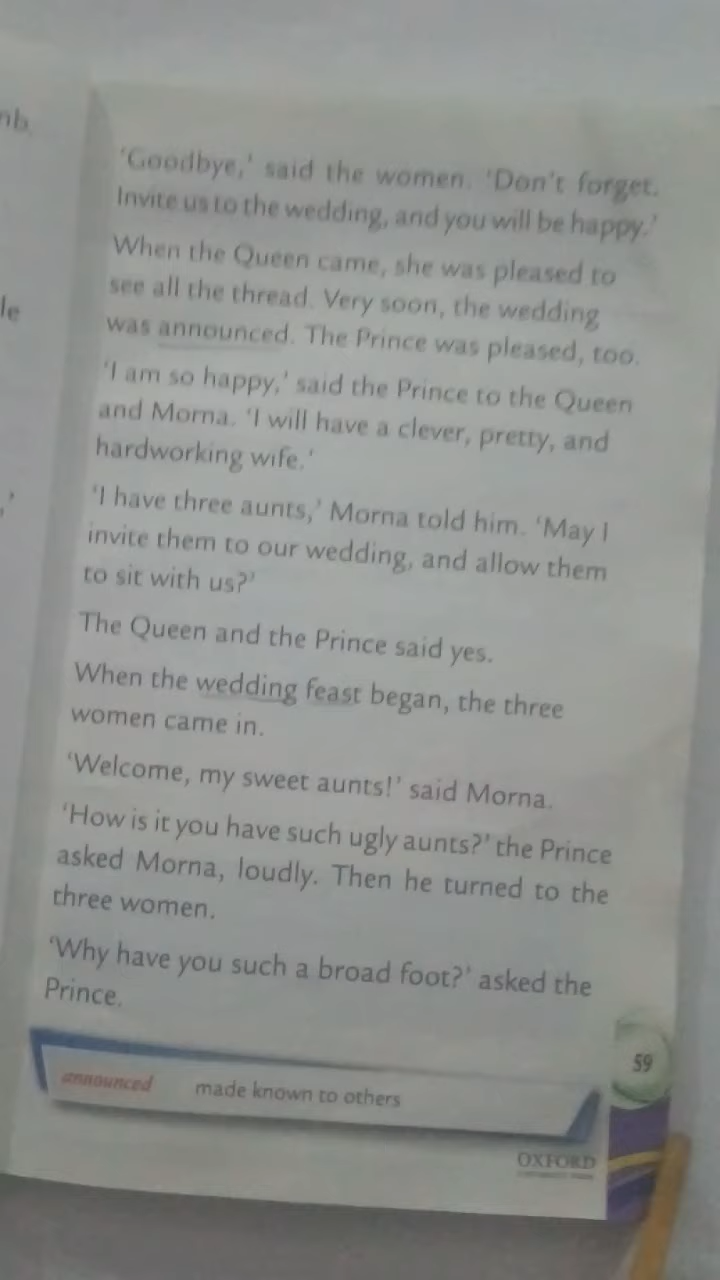 nb
le
,'
'Goodbye,' said the women. 'Don't forget.
Invite us to the wedding, and you will be happy.'
When the Queen came, she was pleased to
see all the thread. Very soon, the wedding
was announced. The Prince was pleased, too.
'I am so happy,' said the Prince to the Queen
and Morna. 'I will have a clever, pretty, and
hardworking wife.'
'I have three aunts,' Morna told him. 'May I
invite them to our wedding, and allow them
to sit with us?'
The Queen and the Prince said yes.
When the wedding feast began, the three
women came in.
'Welcome, my sweet aunts!' said Morna.
'How is it you have such ugly aunts?' the Prince
asked Morna, loudly. Then he turned to the
three women.
'Why have you such a broad foot?' asked the
Prince.
59
announced made known to others
OXFORD